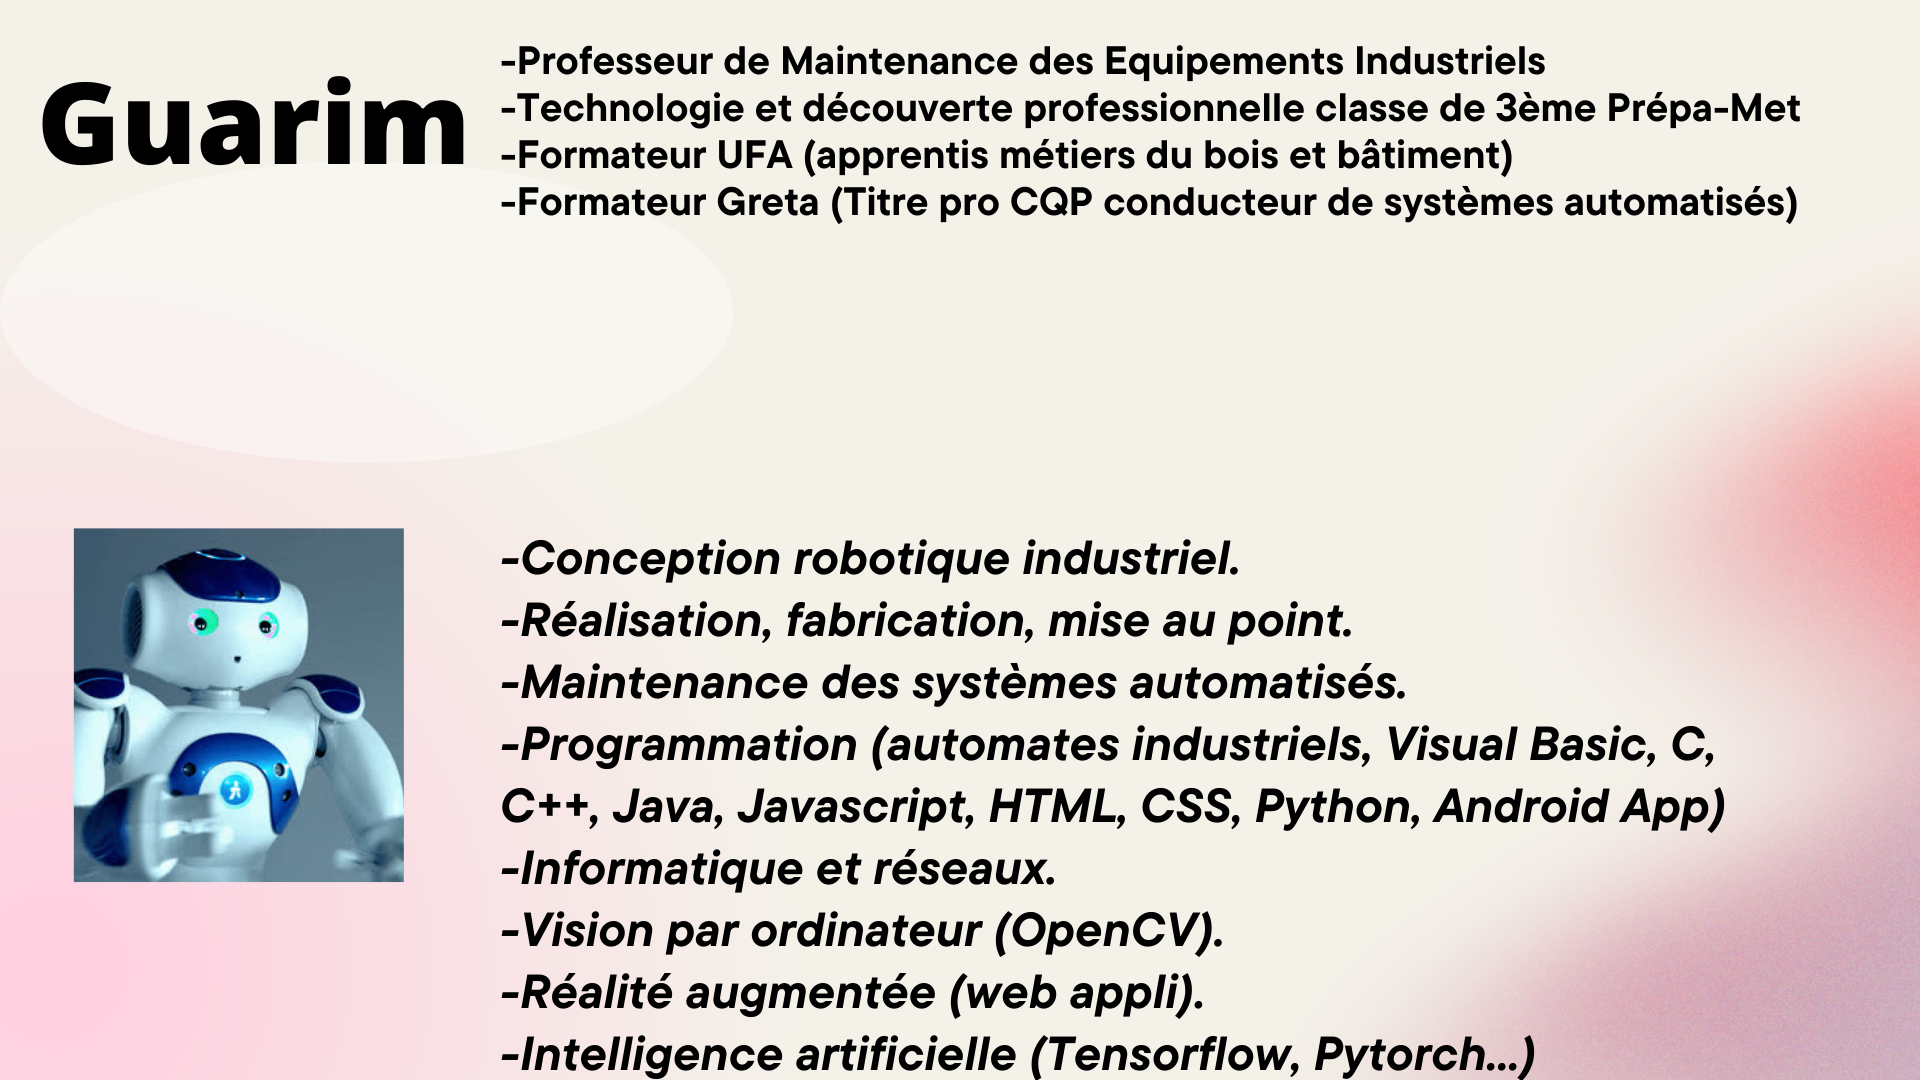 Guarim
-Professeur de Maintenance des Equipements Industriels
-Technologie et découverte professionnelle classe de 3ème Prépa-Met
-Formateur UFA (apprentis métiers du bois et bâtiment)
-Formateur Greta (Titre pro CQP conducteur de systèmes automatisés)
-Conception robotique industriel.
-Réalisation, fabrication, mise au point.
-Maintenance des systèmes automatisés.
-Programmation (automates industriels, Visual Basic, C,
C++, Java, Javascript, HTML, CSS, Python, Android App)
-Informatique et réseaux.
-Vision par ordinateur (OpenCV).
-Réalité augmentée (web appli).
-Intelligence artificielle (Tensorflow, Pytorch...)